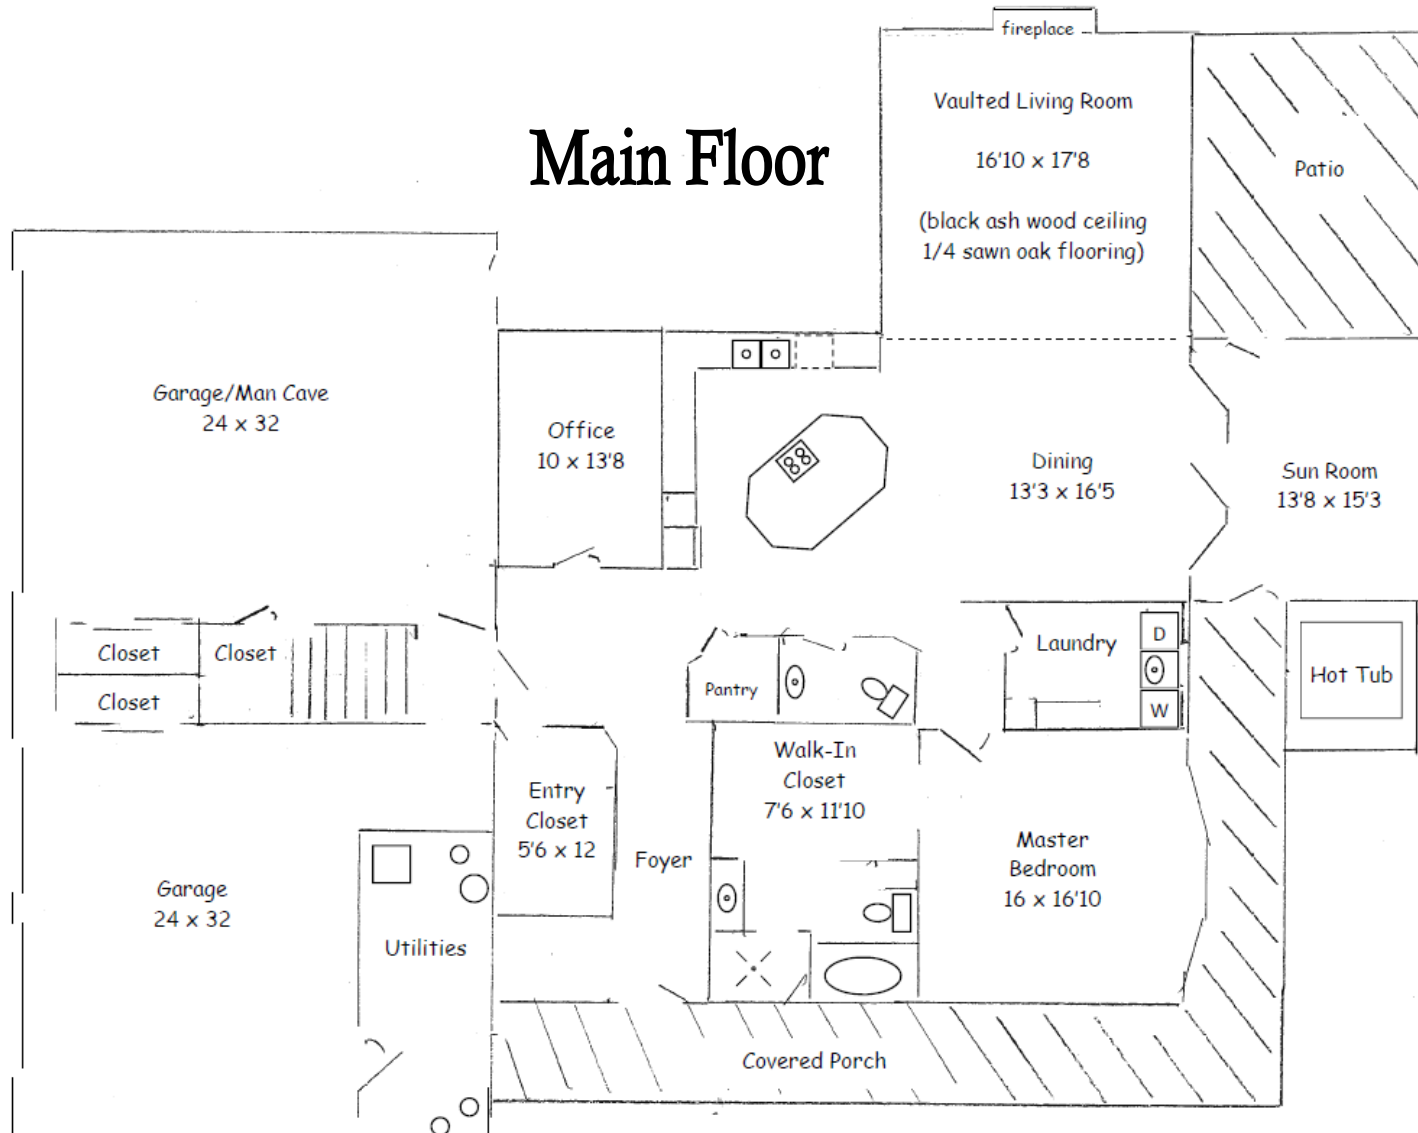 fireplace
Vaulted Living Room
16'10 x 17'8
(black ash wood ceiling
1/4 sawn oak flooring)
Main Floor
Patio
Garage/Man Cave
24 x 32
Office
10 x 13'8
Dining
13'3 x 16'5
Sun Room
13'8 x 15'3
Closet
Closet
Closet
Pantry
Laundry
D
W
Hot Tub
Walk-In
Closet
7'6 x 11'10
Entry
Closet
5'6 x 12
Foyer
Master
Bedroom
16 x 16'10
Garage
24 x 32
Utilities
Covered Porch